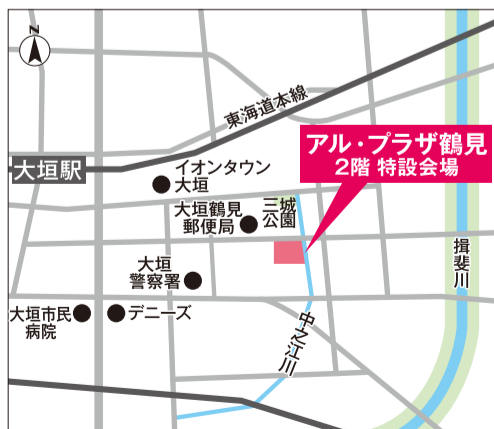 N
東海道本線
アル・プラザ鶴見
2階 特設会場
大垣駅
イオンタウン
大垣
三城
公園
大垣鶴見
郵便局
揖斐川
大垣
警察署
大垣市民
病院
デニーズ
中之江川